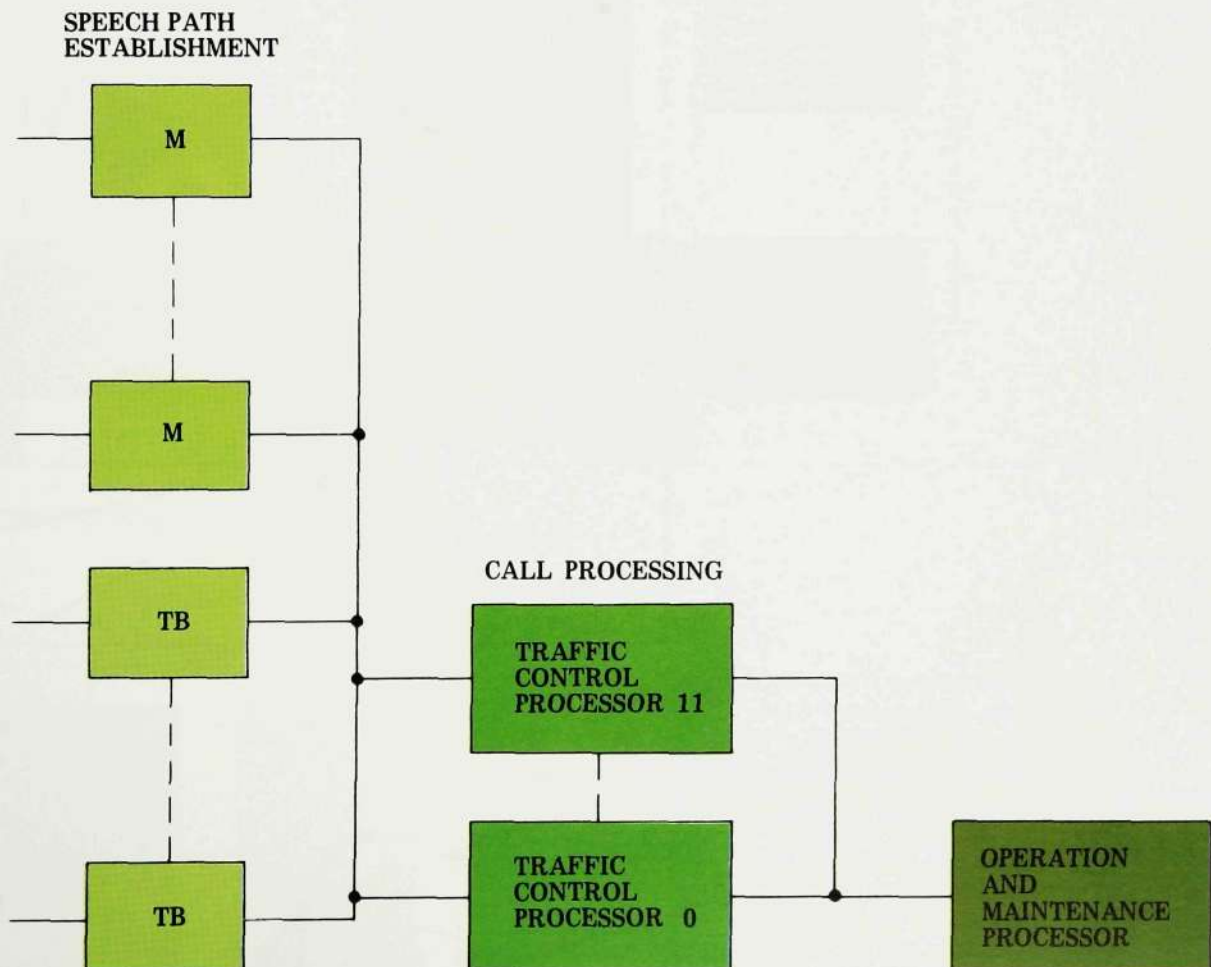 SPEECH PATH
ESTABLISHMENT
M
M
TB
TB
CALL PROCESSING
TRAFFIC
CONTROL
PROCESSOR 11
TRAFFIC
CONTROL
PROCESSOR 0
OPERATION
AND
MAINTENANCE
PROCESSOR